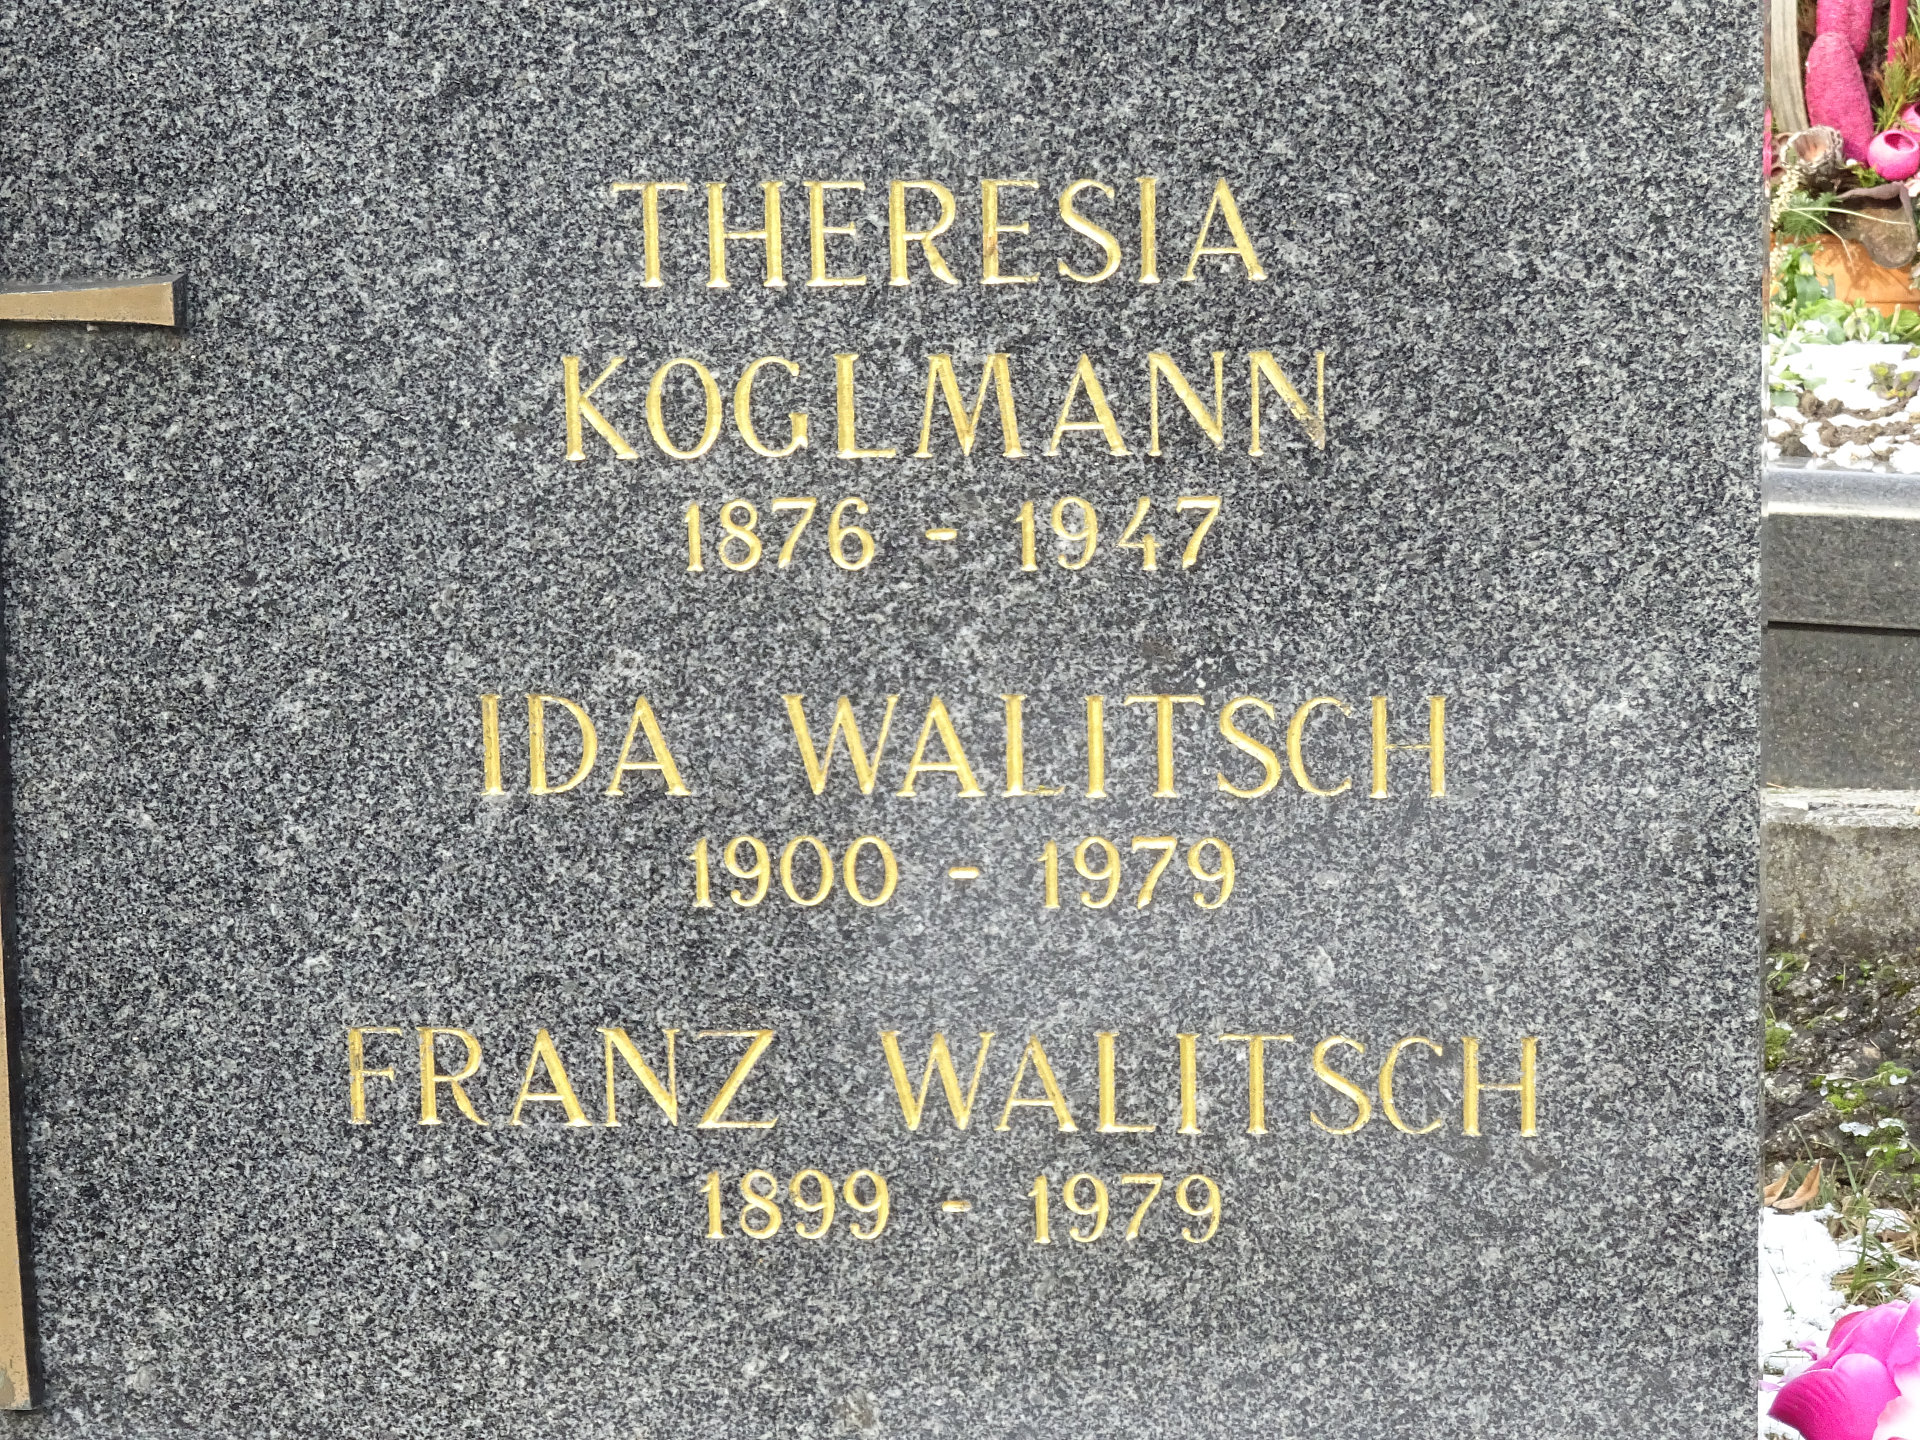 THERESIA
KOGLMANN
1876 - 1947
IDA WALITSCH
1900 - 1979
FRANZ WALITSCH
1899 - 1979